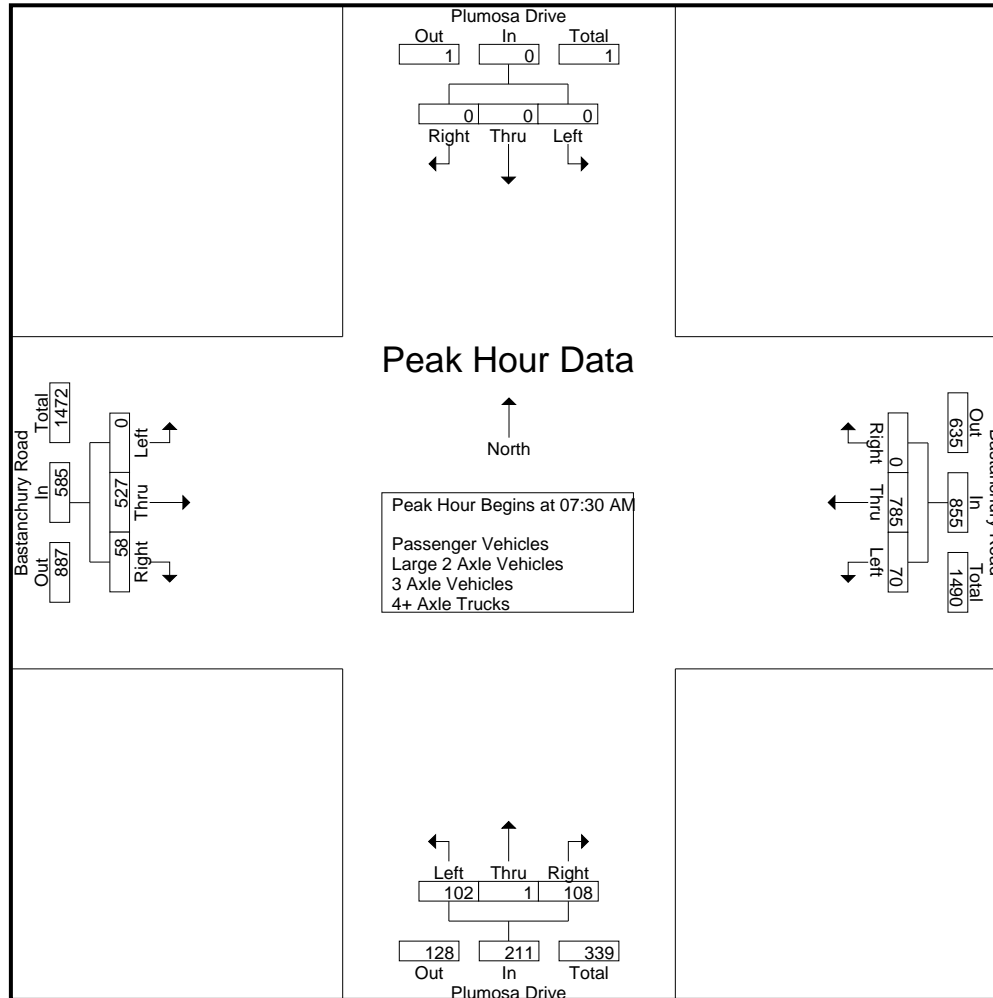 Plumosa Drive
Out In Total
1 0 1
0 0 0
Right Thru Left
Peak Hour Data
North
Peak Hour Begins at 07:30 AM
Passenger Vehicles
Large 2 Axle Vehicles
3 Axle Vehicles
4+ Axle Trucks
Bastanchury Road
Out In Total
887 585 1472
Right Thru Left
58 527 0
Out In Total
635 855 1490
Right Thru Left
0 785 70
Road
Left Thru Right
102 1 108
128 211 339
Out In Total
Plumosa Drive